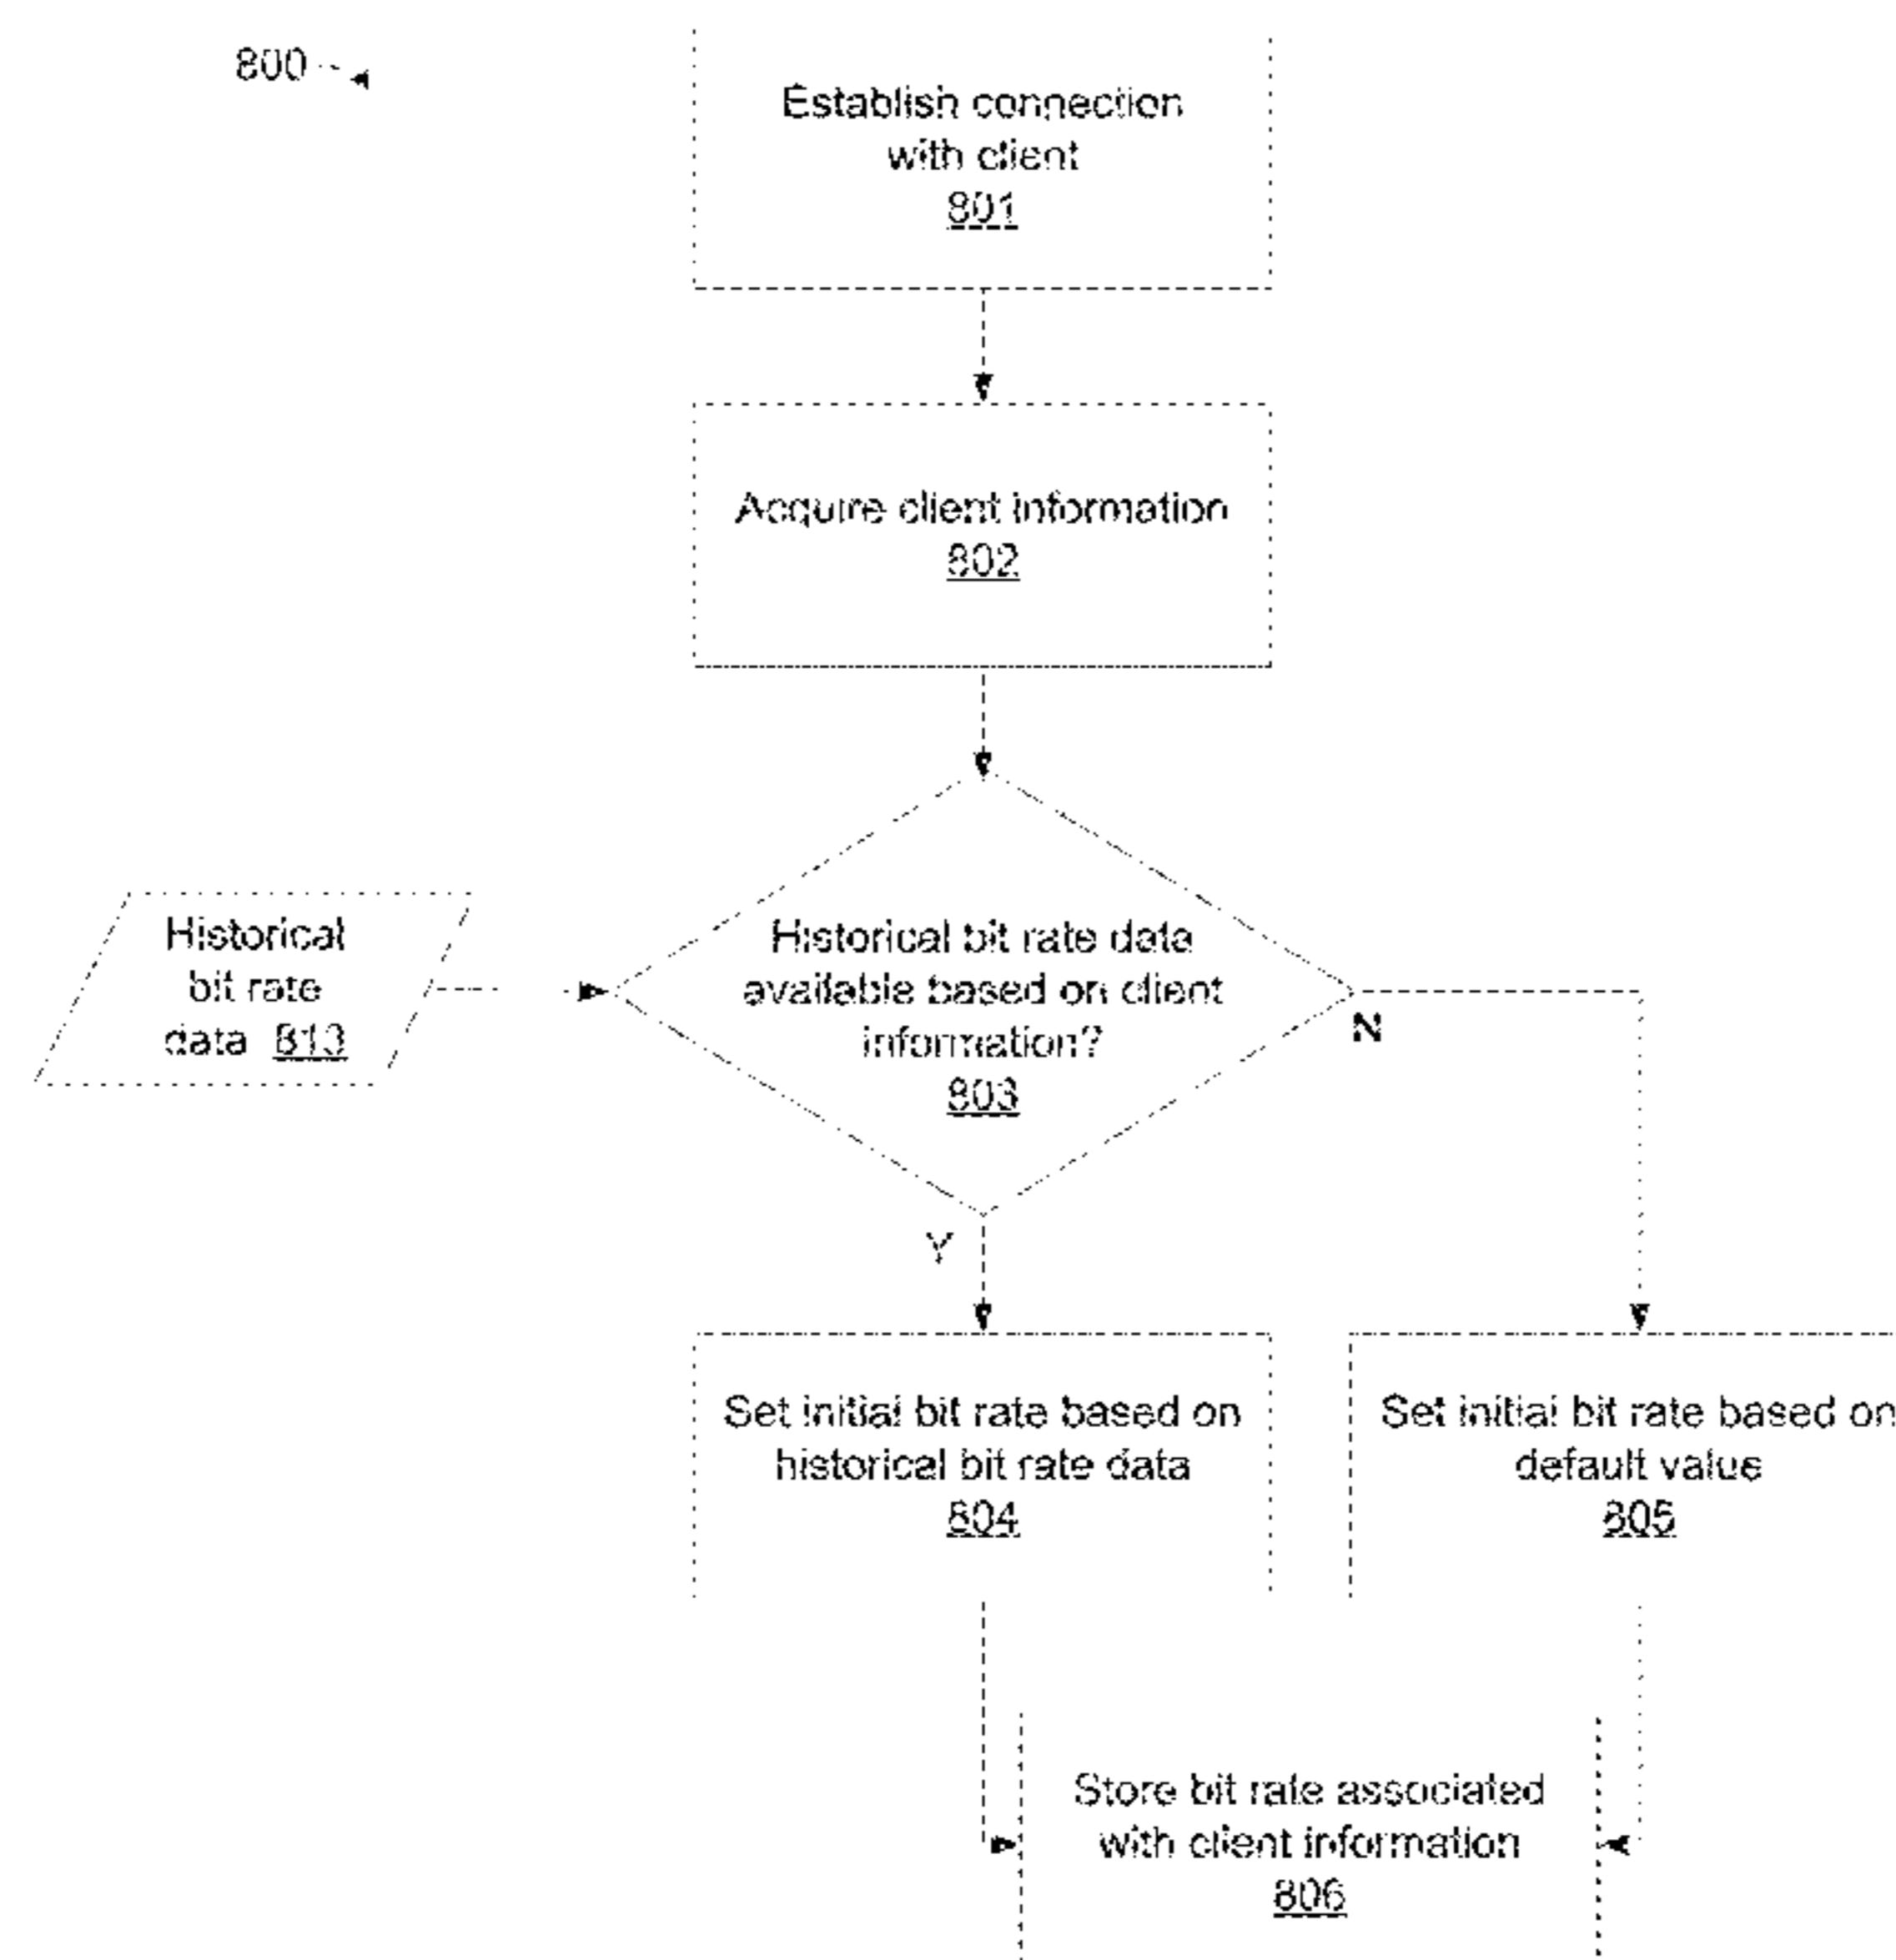 800
Establish connection
with client
801
Acquire client information
802
Historical
bit rate
data 813
Historical bit rate data
available based on client
information?
803
N
Y
Set initial bit rate based on
historical bit rate data
804
Set initial bit rate based on
default value
805
Store bit rate associated
with client information
806